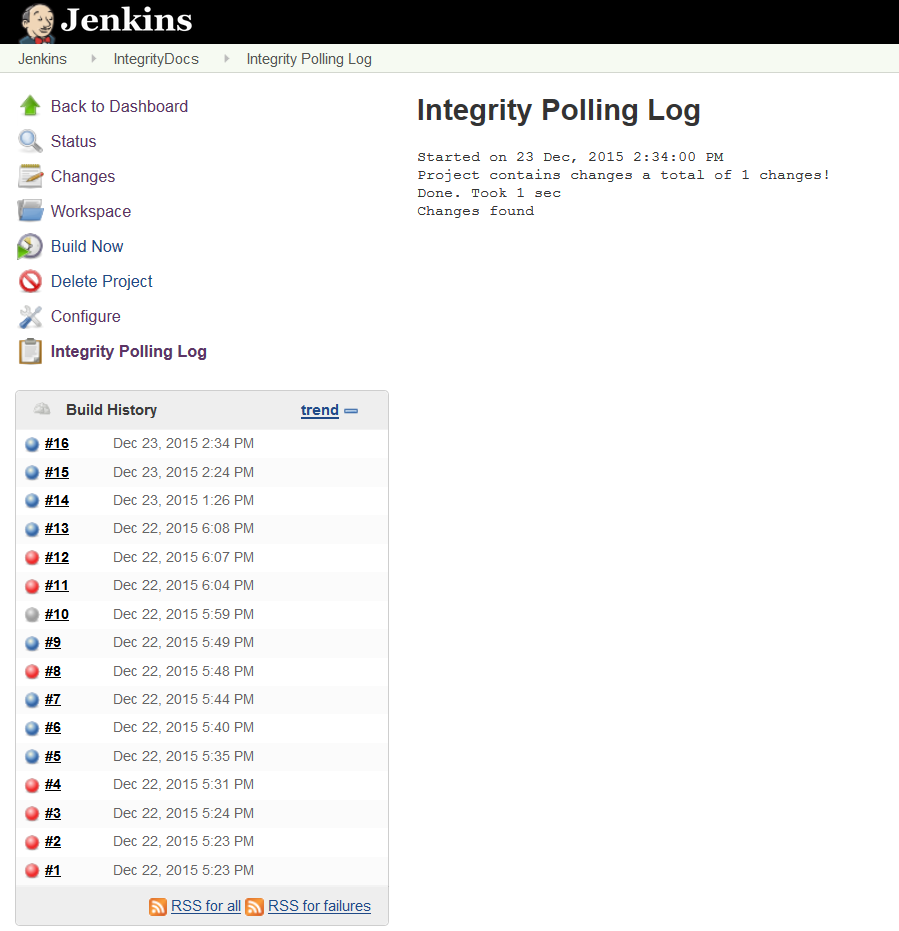 Jenkins
Jenkins IntegrityDocs Integrity Polling Log
Back to Dashboard
Status
Changes
Workspace
Build Now
Delete Project
Configure
Integrity Polling Log
Integrity Polling Log
Started on 23 Dec, 2015 2:34:00 PM
Project contains changes a total of 1 changes!
Done. Took 1 sec
Changes found
Build History trend
#16 Dec 23, 2015 2:34 PM
#15 Dec 23, 2015 2:24 PM
#14 Dec 23, 2015 1:26 PM
#13 Dec 22, 2015 6:08 PM
#12 Dec 22, 2015 6:07 PM
#11 Dec 22, 2015 6:04 PM
#10 Dec 22, 2015 5:59 PM
#9 Dec 22, 2015 5:49 PM
#8 Dec 22, 2015 5:48 PM
#7 Dec 22, 2015 5:44 PM
#6 Dec 22, 2015 5:40 PM
#5 Dec 22, 2015 5:35 PM
#4 Dec 22, 2015 5:31 PM
#3 Dec 22, 2015 5:24 PM
#2 Dec 22, 2015 5:23 PM
#1 Dec 22, 2015 5:23 PM
RSS for all RSS for failures